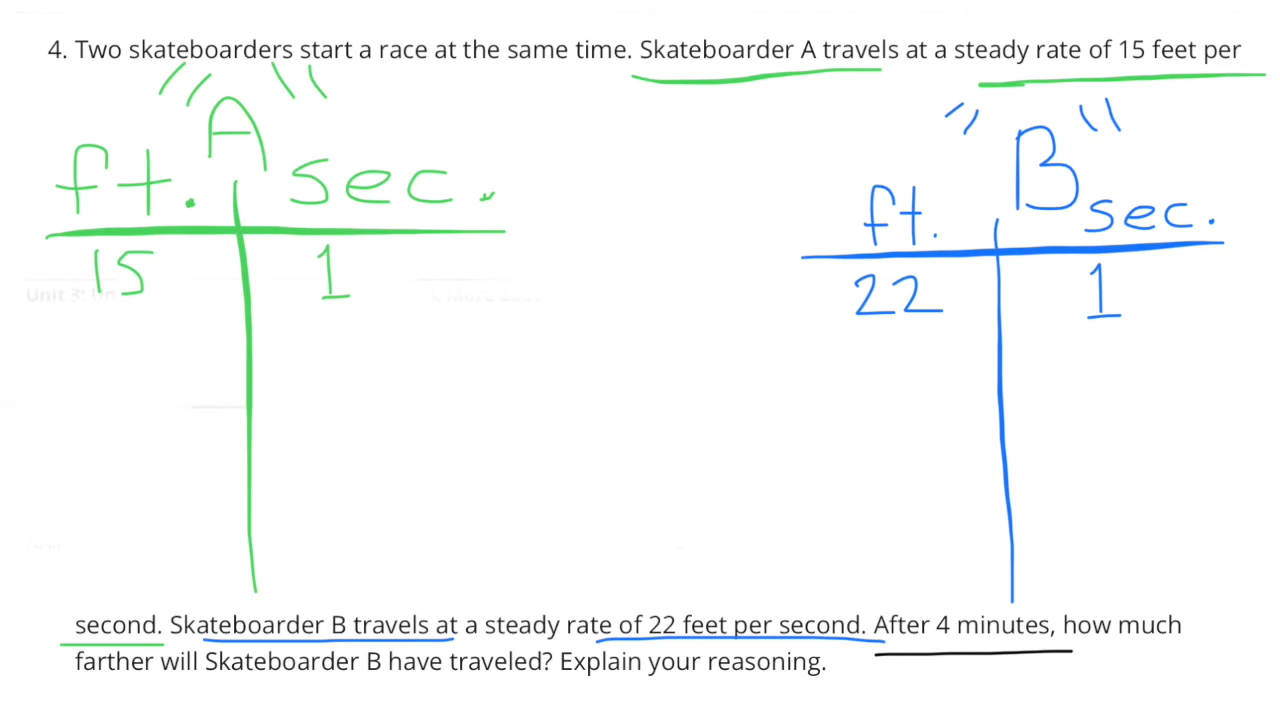 4. Two skateboarders start a race at the same time. Skateboarder A travels at a steady rate of 15 feet per
"A"
ft. sec.
15 1
"B"
ft. sec.
22 1
second. Skateboarder B travels at a steady rate of 22 feet per second. After 4 minutes, how much
farther will Skateboarder B have traveled? Explain your reasoning.